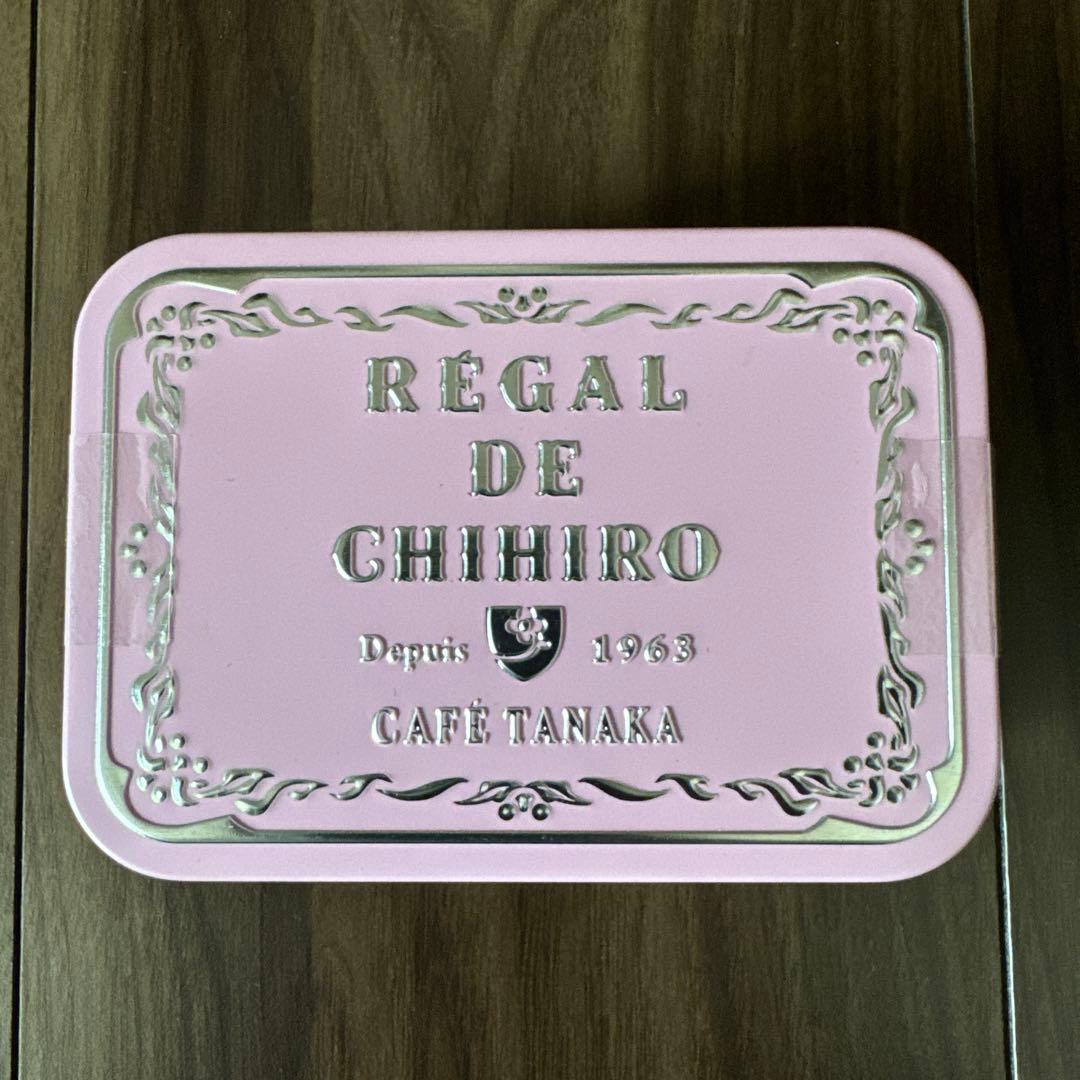 RÉGAL
DE
CHIHIRO
Depuis 1963
CAFÉ TANAKA